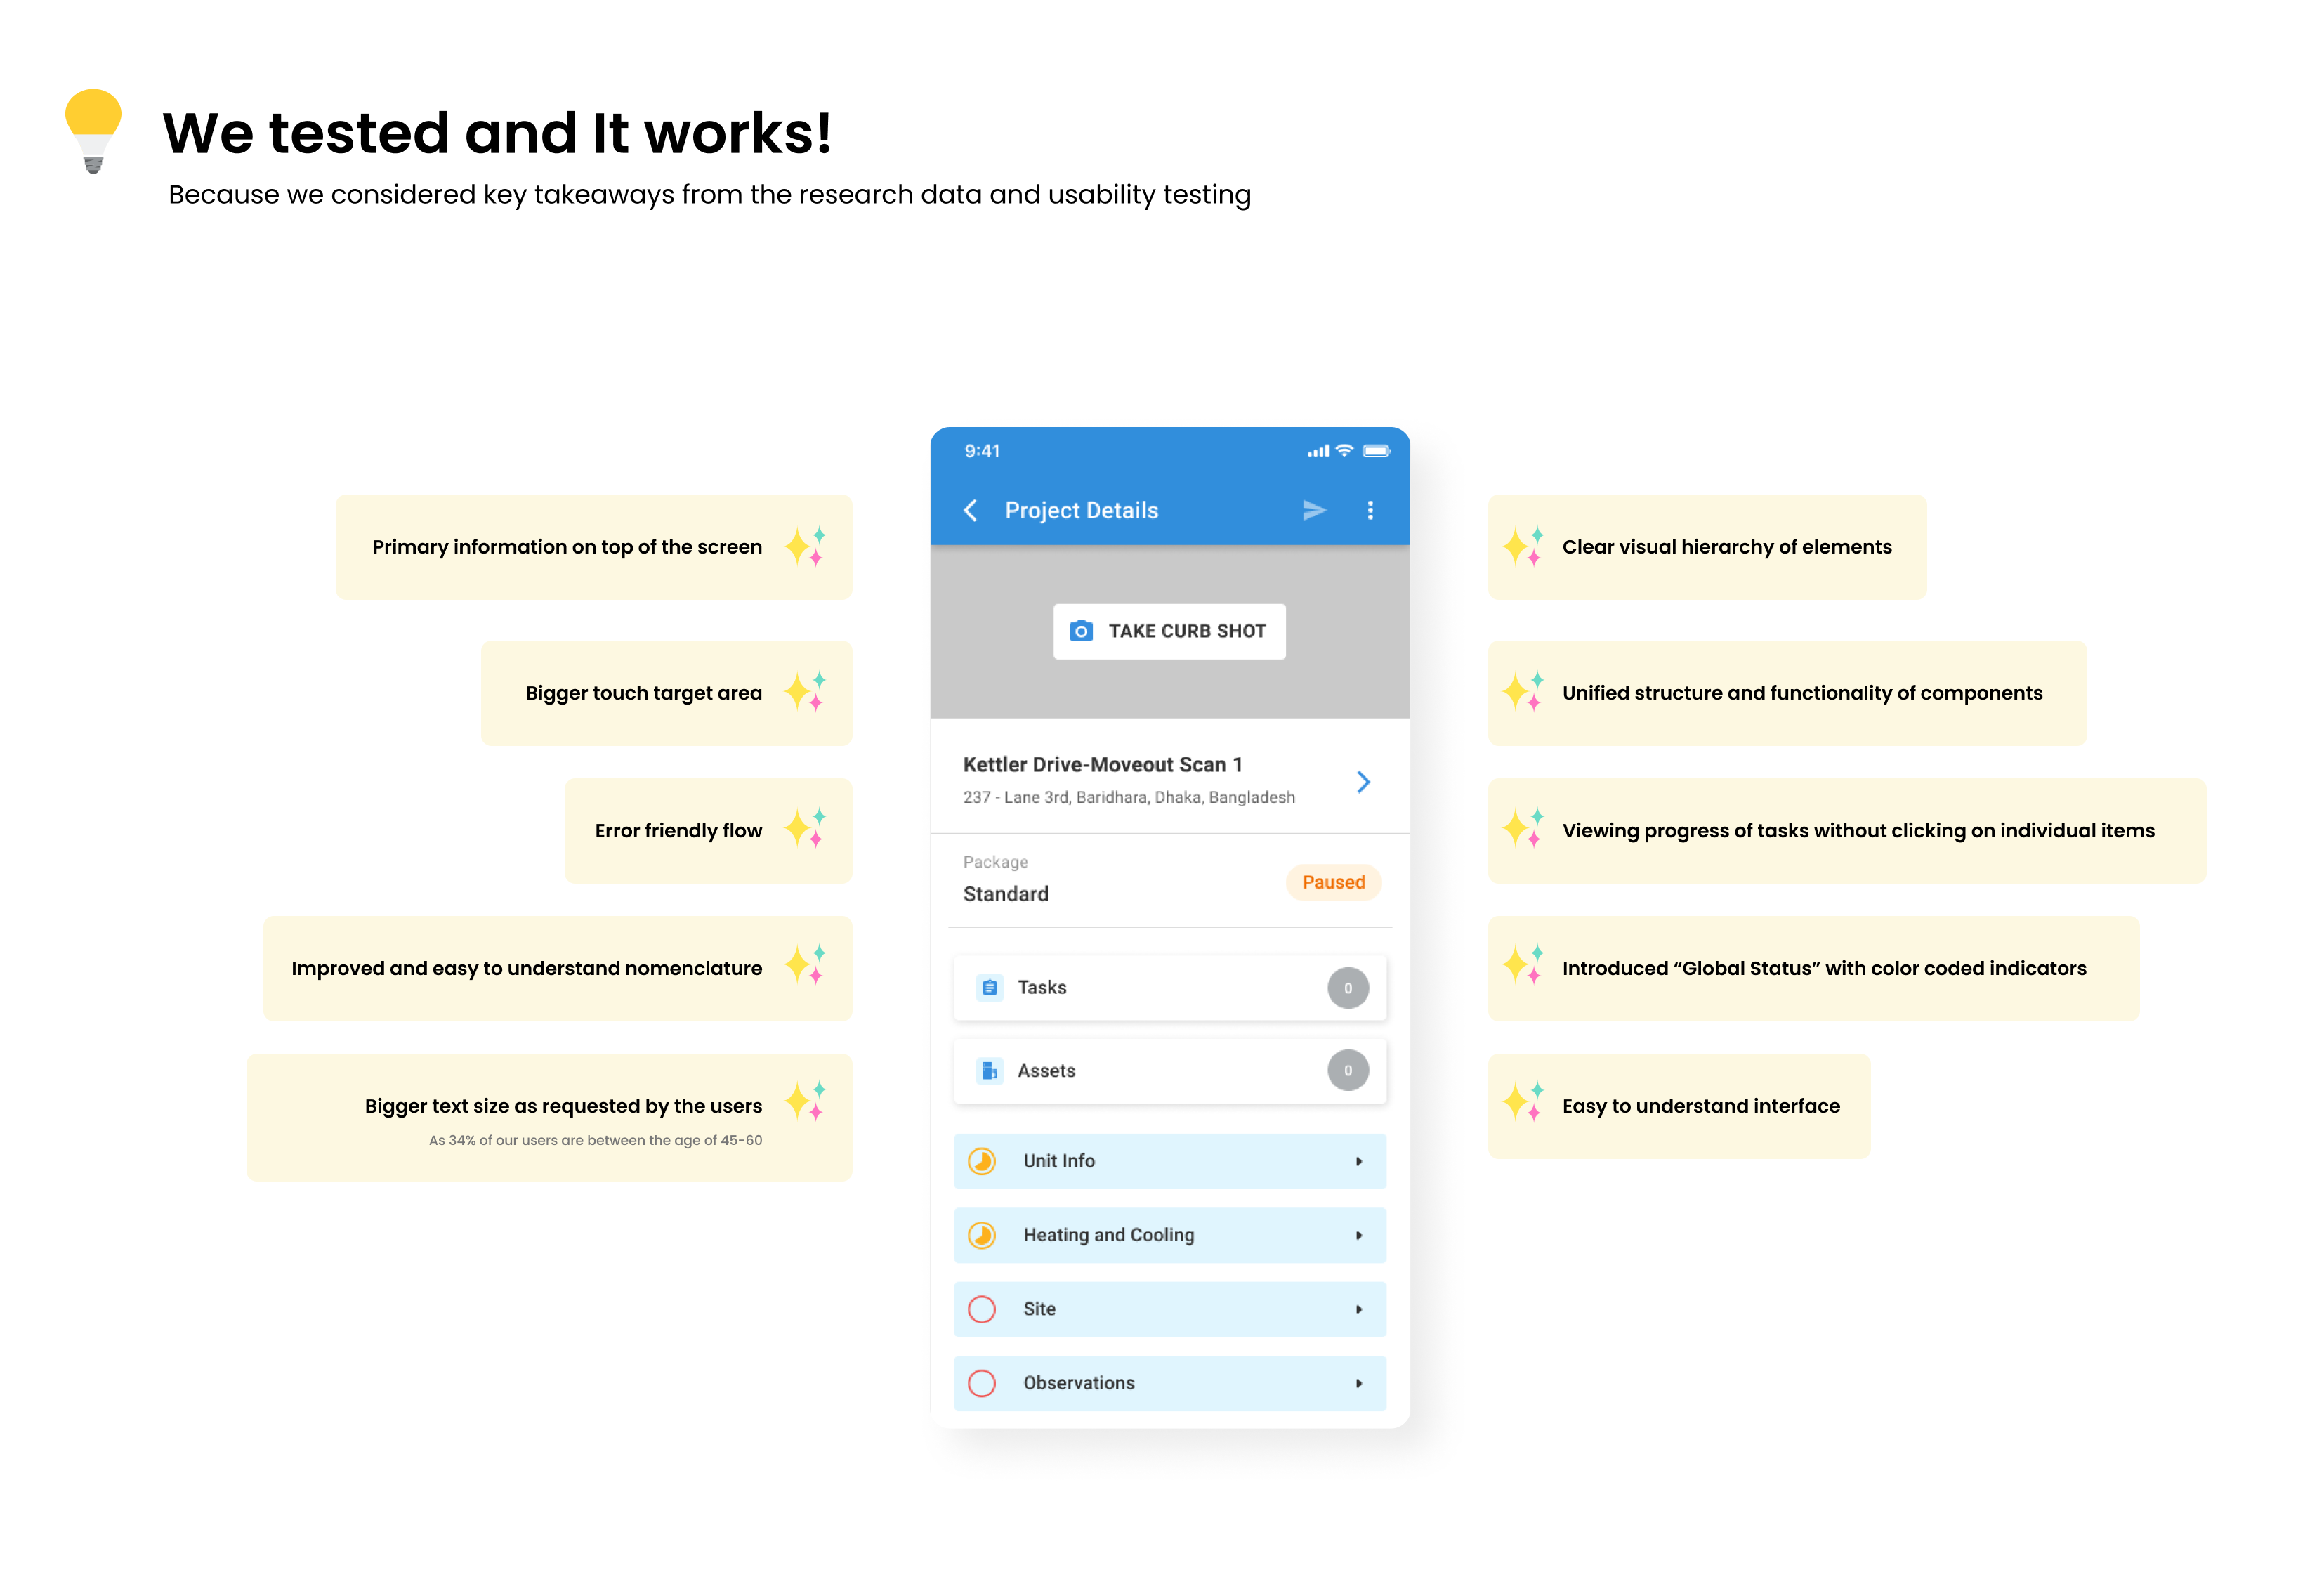 We tested and It works!
Because we considered key takeaways from the research data and usability testing
Primary information on top of the screen
Bigger touch target area
Error friendly flow
Improved and easy to understand nomenclature
Bigger text size as requested by the users
As 34% of our users are between the age of 45-60
9:41
Project Details
TAKE CURB SHOT
Kettler Drive-Moveout Scan 1
237 - Lane 3rd, Baridhara, Dhaka, Bangladesh
Package
Standard
Paused
Tasks
0
Assets
0
Unit Info
Heating and Cooling
Site
Observations
Clear visual hierarchy of elements
Unified structure and functionality of components
Viewing progress of tasks without clicking on individual items
Introduced “Global Status” with color coded indicators
Easy to understand interface